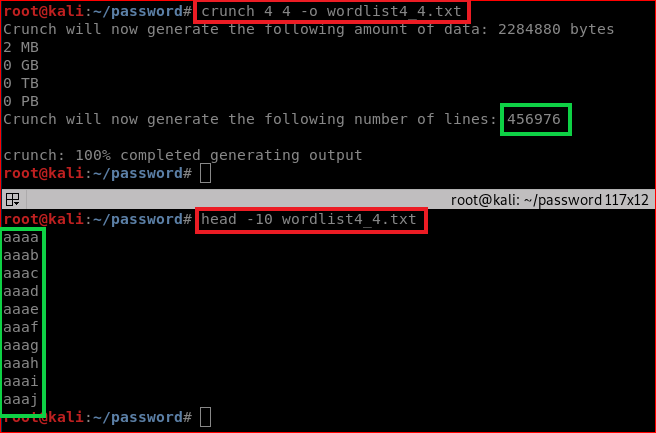 root@kali:~/password# crunch 4 4 -o wordlist4_4.txt
Crunch will now generate the following amount of data: 2284880 bytes
2 MB
0 GB
0 TB
0 PB
Crunch will now generate the following number of lines: 456976
crunch: 100% completed generating output
root@kali:~/password#
root@kali: ~/password 117x12
root@kali:~/password# head -10 wordlist4_4.txt
aaaa
aaab
aaac
aaad
aaae
aaaf
aaag
aaah
aaai
aaaj
root@kali:~/password#